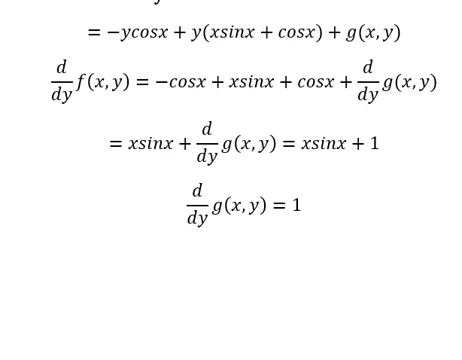 = −ycosx + y(xsinx + cosx) + g(x, y)
d/dy f(x, y) = −cosx + xsinx + cosx + d/dy g(x, y)
= xsinx + d/dy g(x, y) = xsinx + 1
d/dy g(x, y) = 1